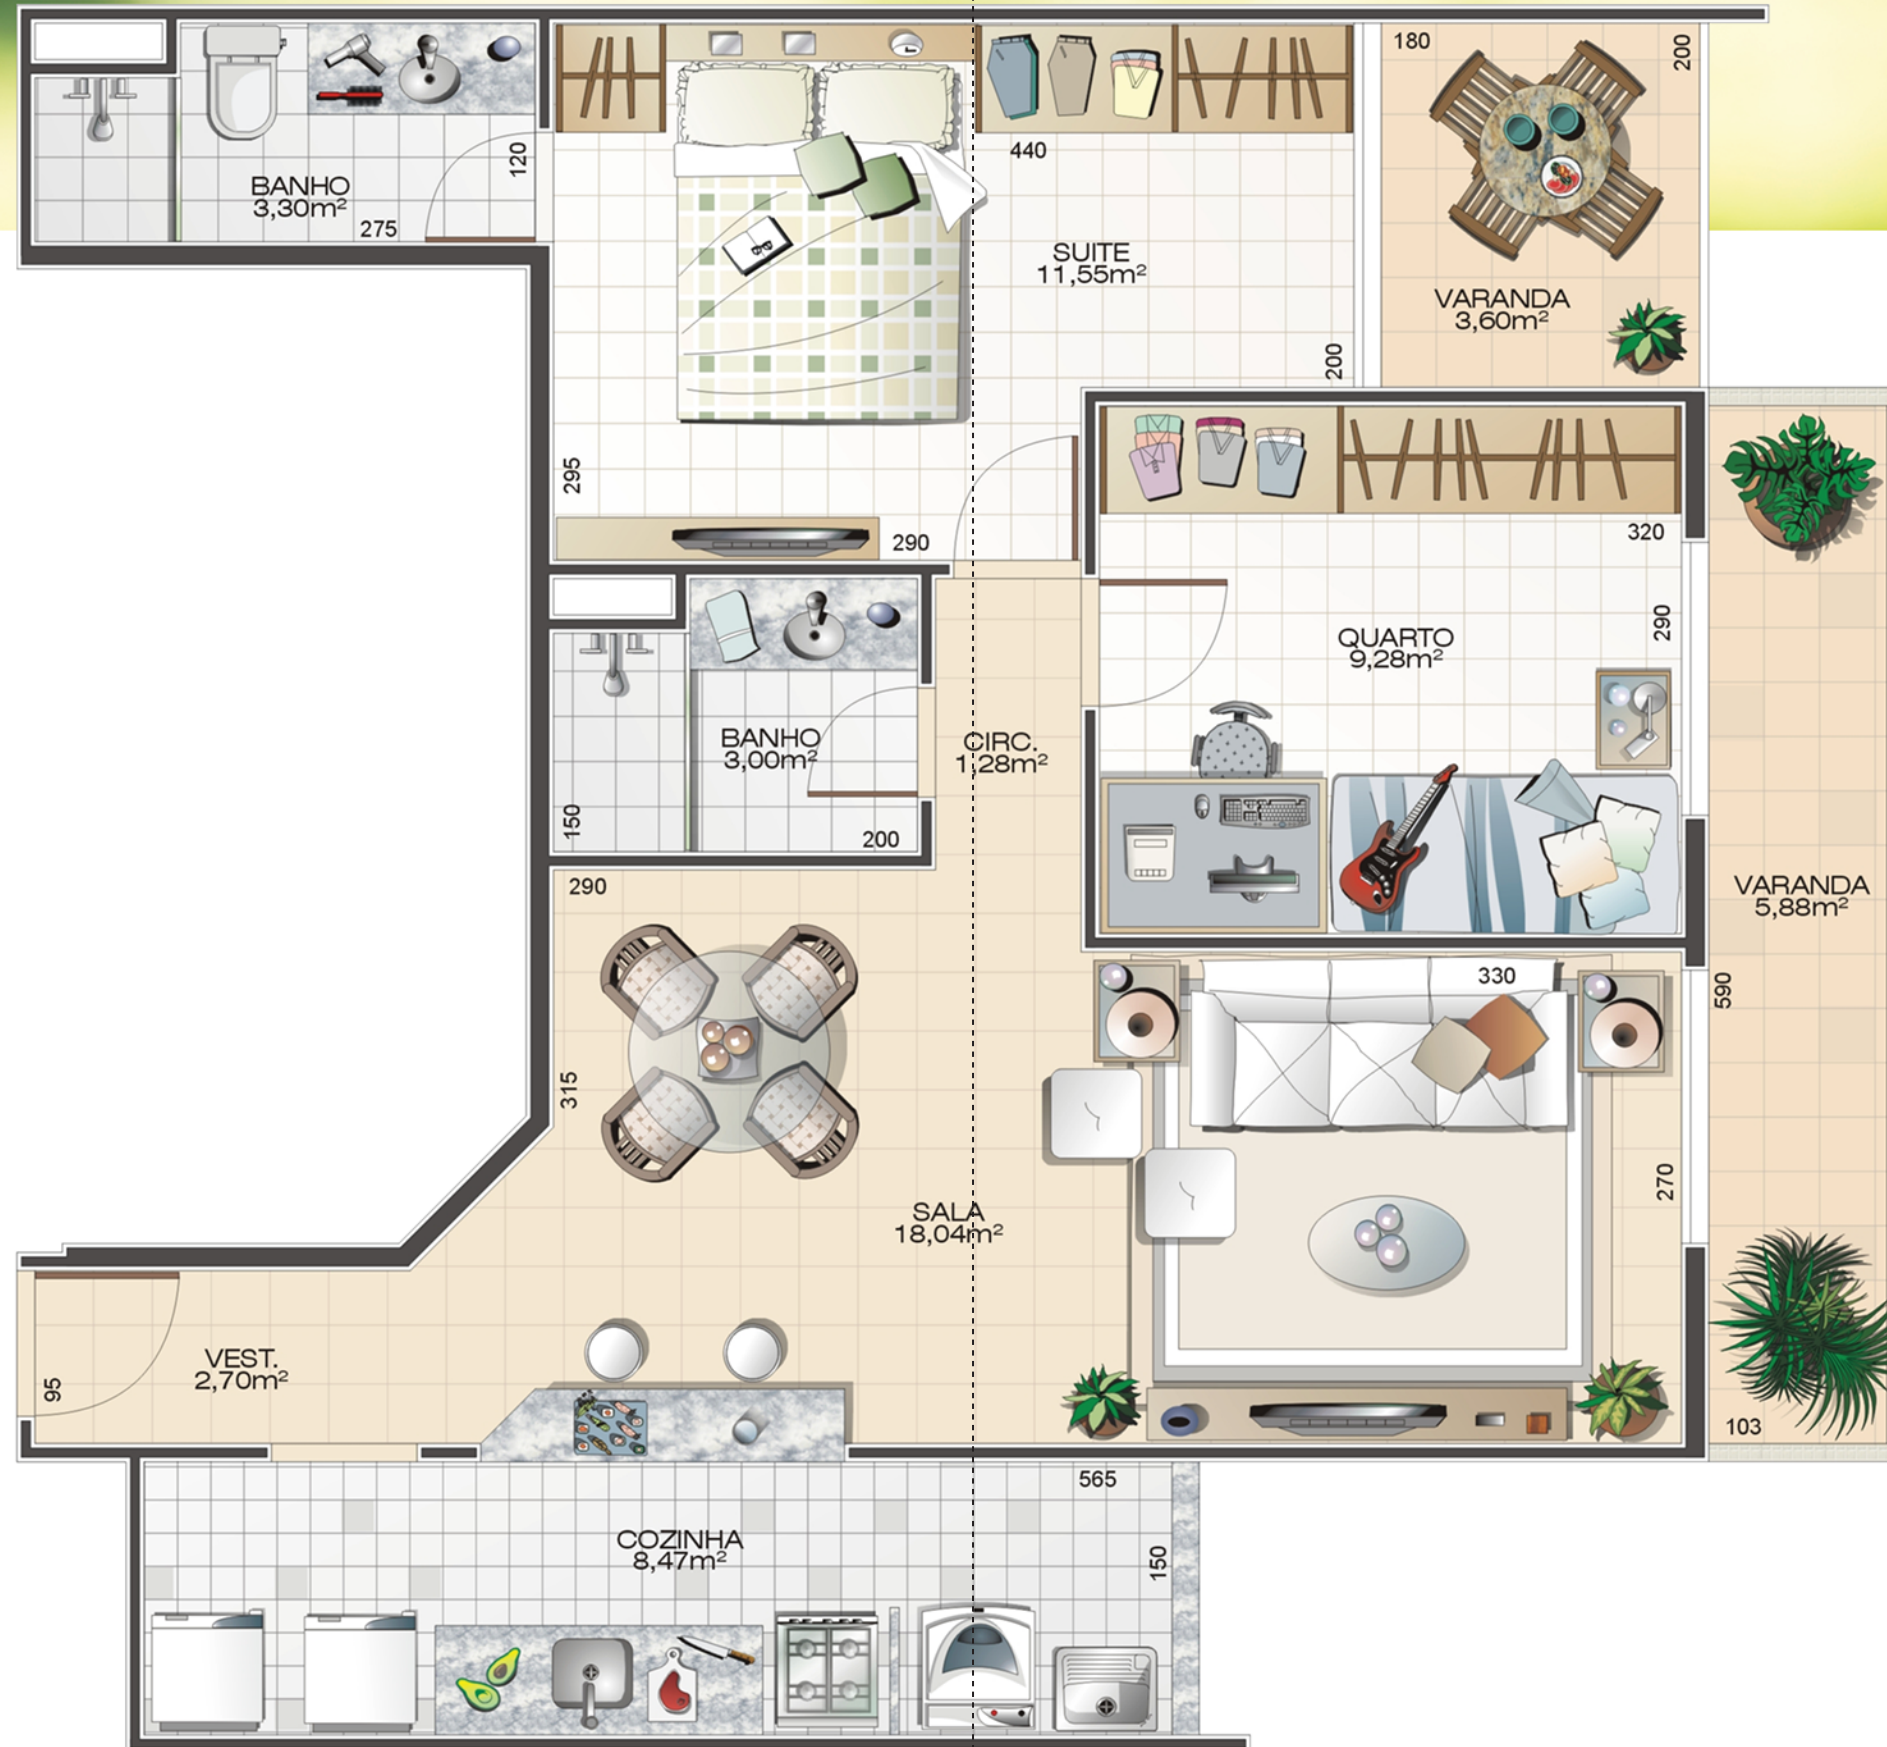 180
200
120
BANHO
3,30m²
275
440
SUITE
11,55m²
VARANDA
3,60m²
200
295
290
320
290
QUARTO
9,28m²
BANHO
3,00m²
CIRC.
1,28m²
150
200
290
VARANDA
5,88m²
330
590
315
270
SALA
18,04m²
VEST.
2,70m²
95
103
565
COZINHA
8,47m²
150